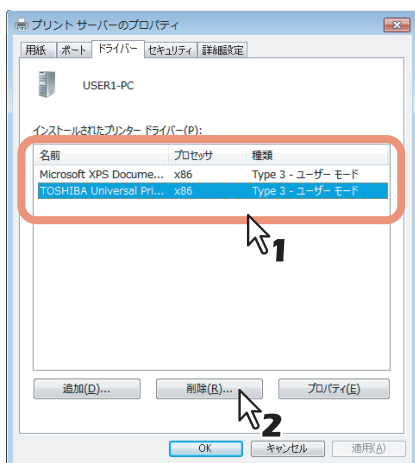 プリント サーバーのプロパティ
用紙 ポート ドライバー セキュリティ 詳細設定
USER1-PC
インストールされたプリンター ドライバー(P):
名前 プロセッサ 種類
Microsoft XPS Docume... x86 Type 3 - ユーザー モード
TOSHIBA Universal Pri... x86 Type 3 - ユーザー モード
1
追加(D)... 削除(R)... プロパティ(E)
2
OK キャンセル 適用(A)